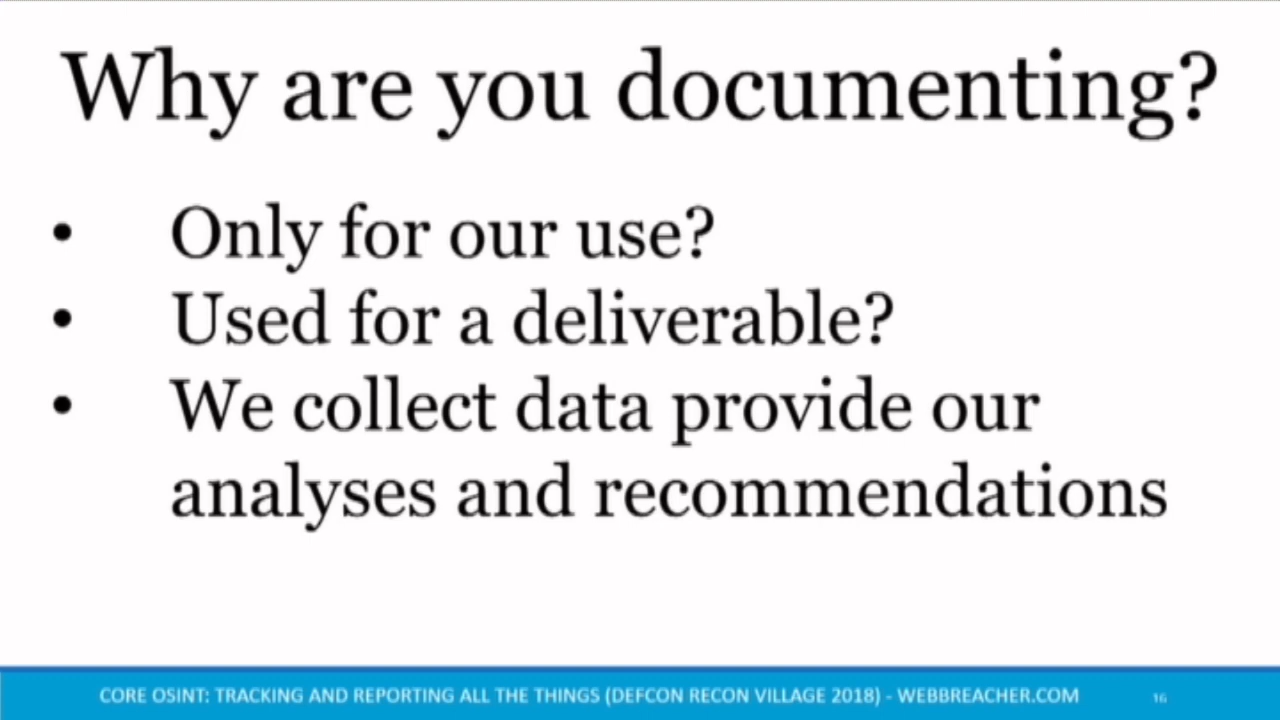 Why are you documenting?
• Only for our use?
• Used for a deliverable?
• We collect data provide our
analyses and recommendations
CORE OSINT: TRACKING AND REPORTING ALL THE THINGS (DEFCON RECON VILLAGE 2018) - WEBBREACHER.COM 16